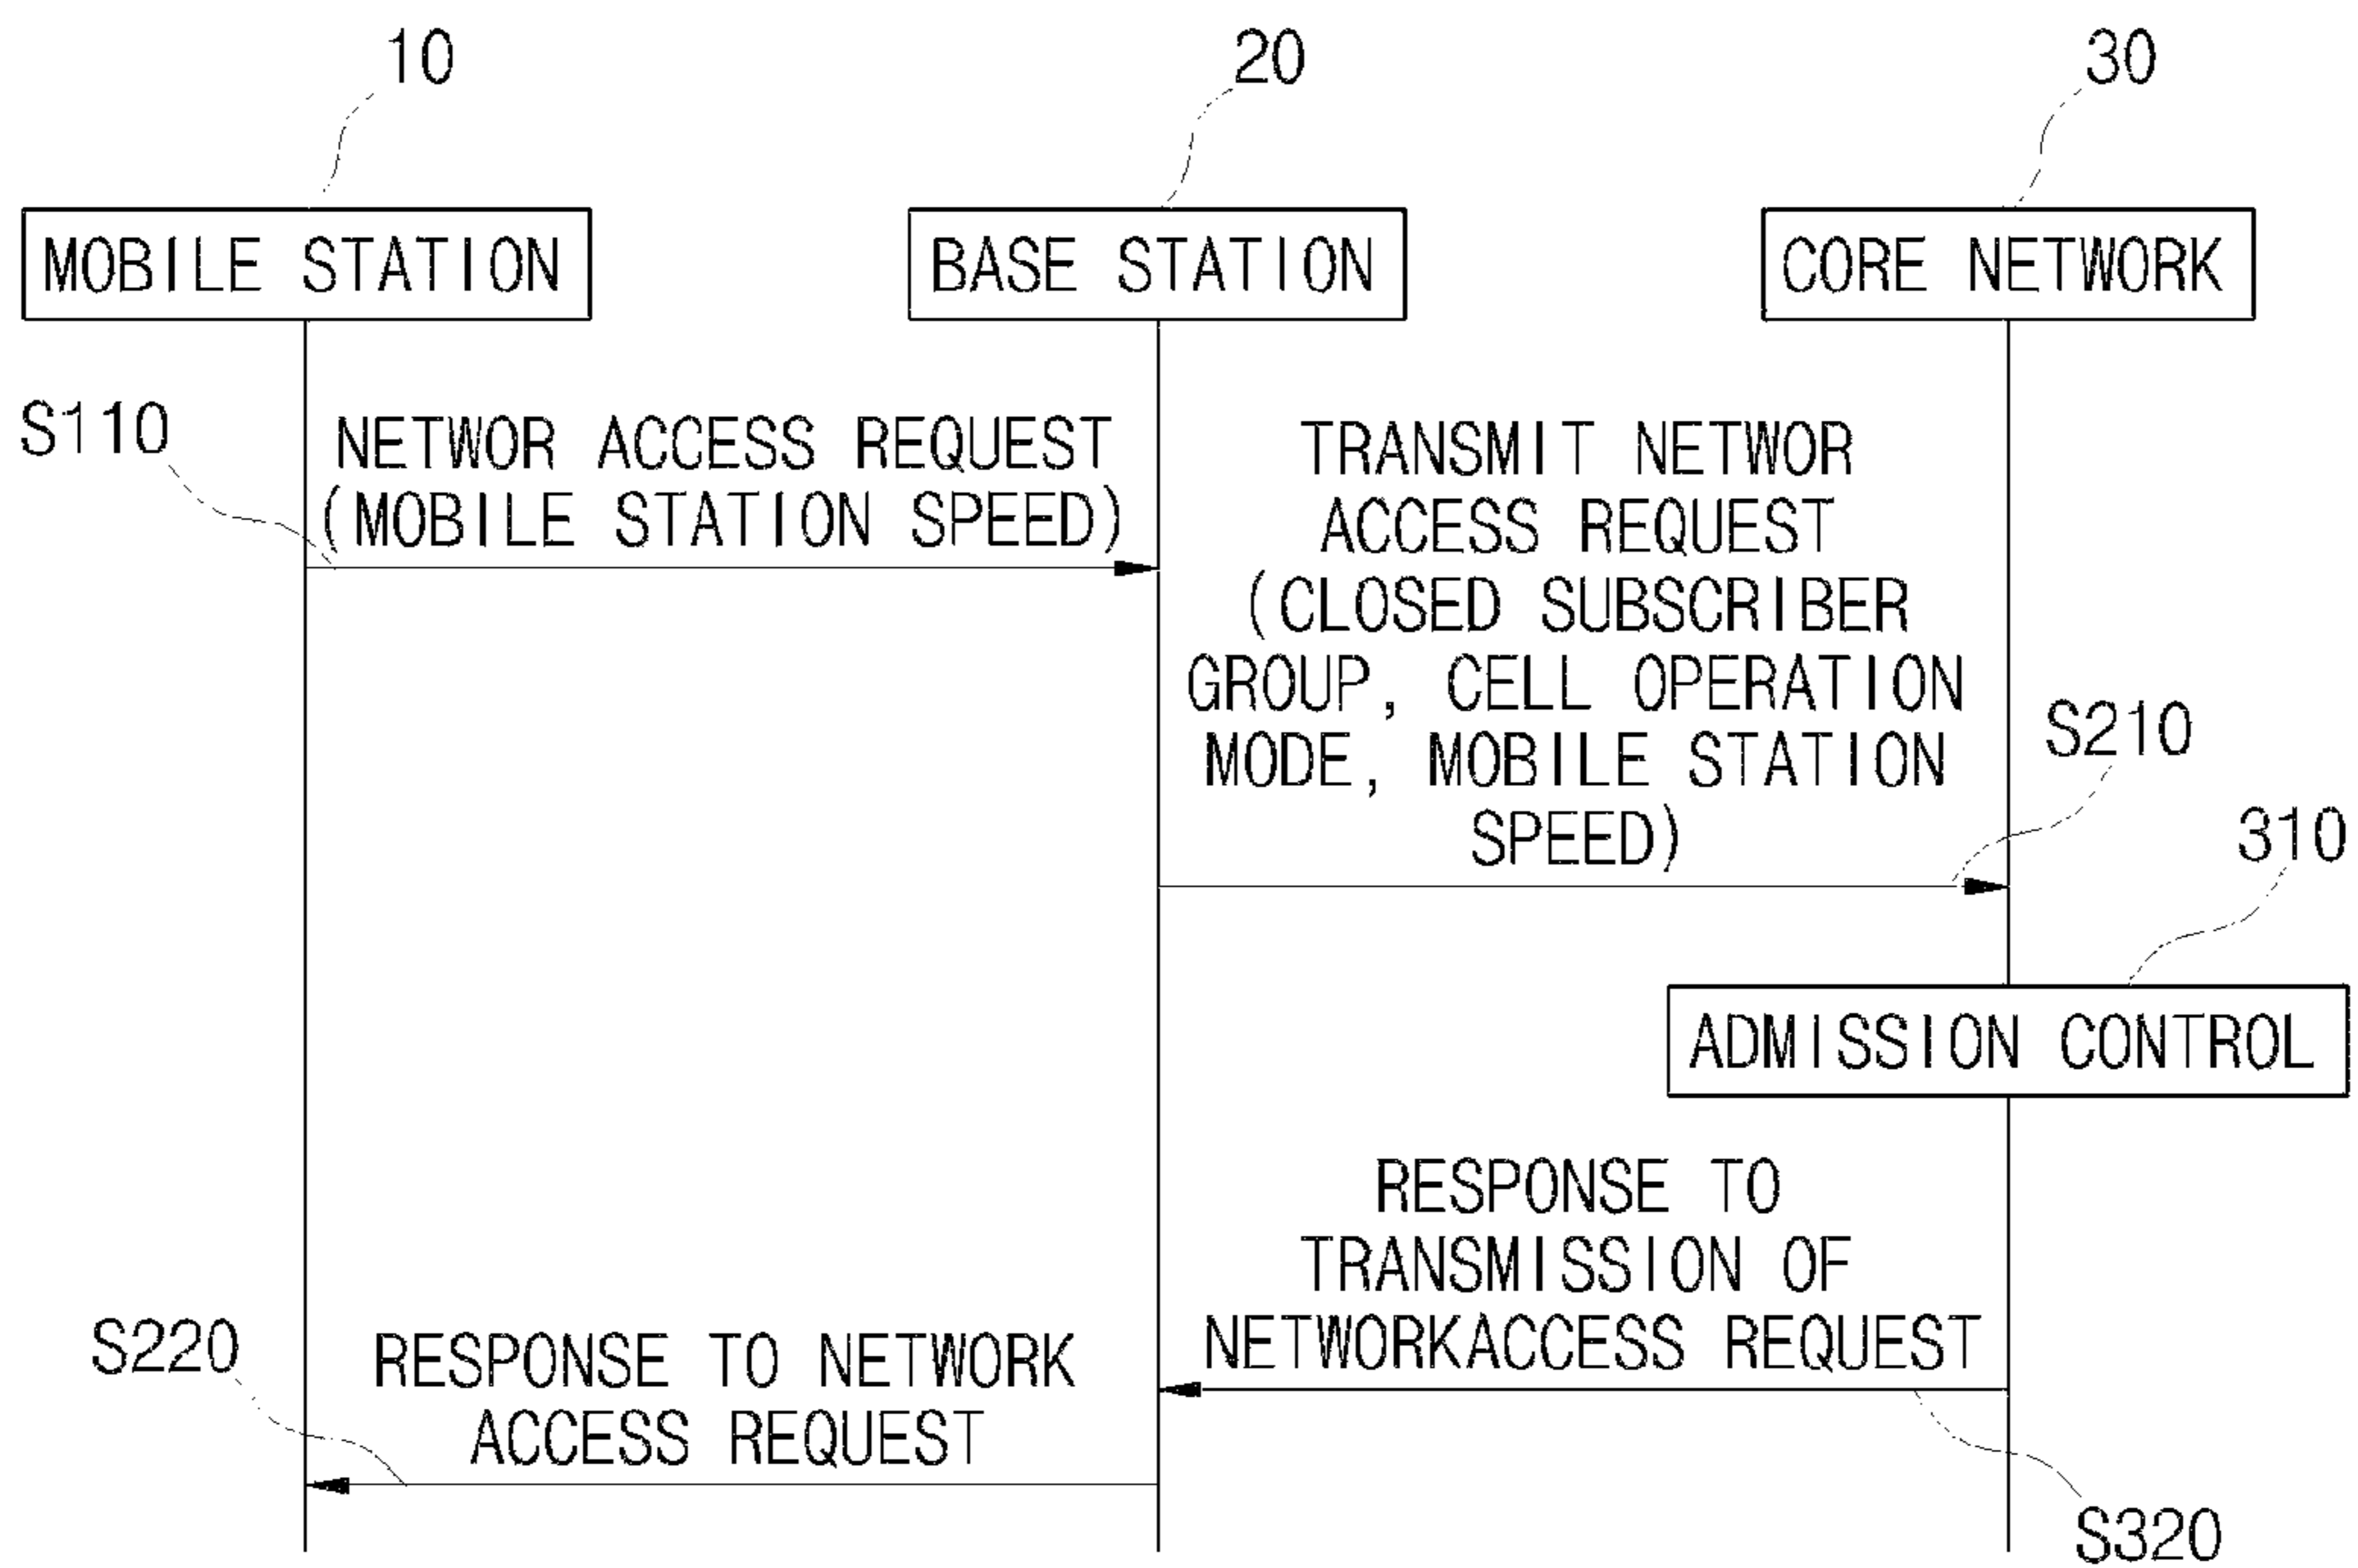 10
20
30
MOBILE STATION
BASE STATION
CORE NETWORK
S110
NETWOR ACCESS REQUEST
(MOBILE STATION SPEED)
TRANSMIT NETWOR
ACCESS REQUEST
(CLOSED SUBSCRIBER
GROUP, CELL OPERATION
MODE, MOBILE STATION
SPEED)
S210
310
ADMISSION CONTROL
RESPONSE TO
TRANSMISSION OF
NETWORKACCESS REQUEST
S220
RESPONSE TO NETWORK
ACCESS REQUEST
S320